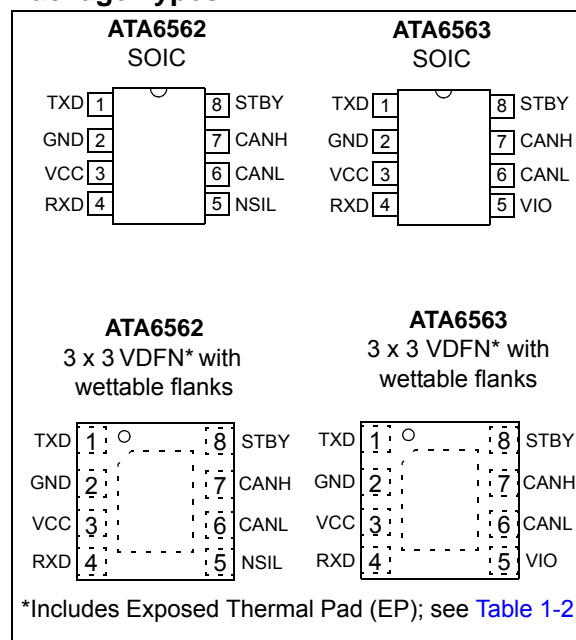 ATA6562
SOIC
TXD 1
8 STBY
GND 2
7 CANH
VCC 3
6 CANL
RXD 4
5 NSIL
ATA6563
SOIC
TXD 1
8 STBY
GND 2
7 CANH
VCC 3
6 CANL
RXD 4
5 VIO
ATA6562
3 x 3 VDFN* with
wettable flanks
TXD 1
8 STBY
GND 2
7 CANH
VCC 3
6 CANL
RXD 4
5 NSIL
ATA6563
3 x 3 VDFN* with
wettable flanks
TXD 1
8 STBY
GND 2
7 CANH
VCC 3
6 CANL
RXD 4
5 VIO
*Includes Exposed Thermal Pad (EP); see Table 1-2